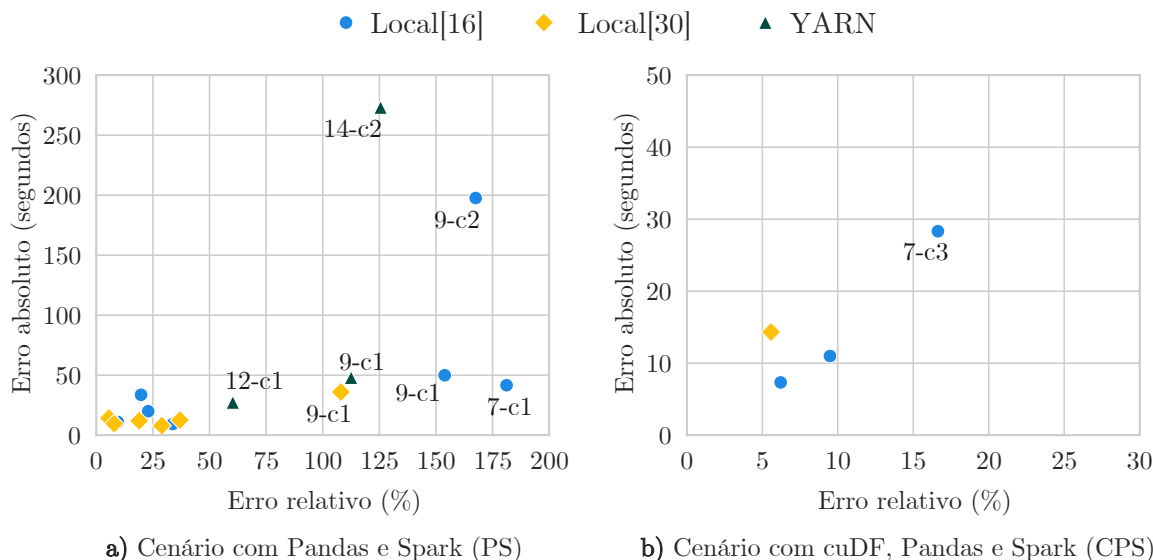 Local[16] Local[30] YARN
Erro absoluto (segundos)
300
250
200
150
100
50
0
14-c2
9-c2
12-c1
9-c1
9-c1
9-c1
7-c1
0 25 50 75 100 125 150 175 200
Erro relativo (%)
a) Cenário com Pandas e Spark (PS)
Erro absoluto (segundos)
50
40
30
20
10
0
7-c3
0 5 10 15 20 25 30
Erro relativo (%)
b) Cenário com cuDF, Pandas e Spark (CPS)